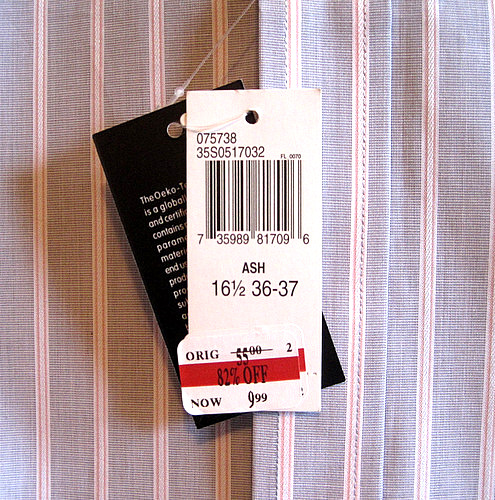 075738
35S0517032
FL 0070
7 35989 81709 6
ASH
16½ 36-37
ORIG 55.00 2
82% OFF
NOW 9.99
The Oeko-Te
is a global
and certifi
contains
param
mater
end u
prod
pro
su